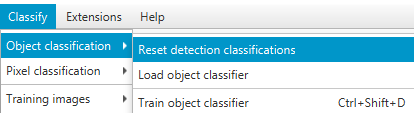 Classify Extensions Help
Object classification Reset detection classifications
Pixel classification Load object classifier
Training images Train object classifier Ctrl+Shift+D